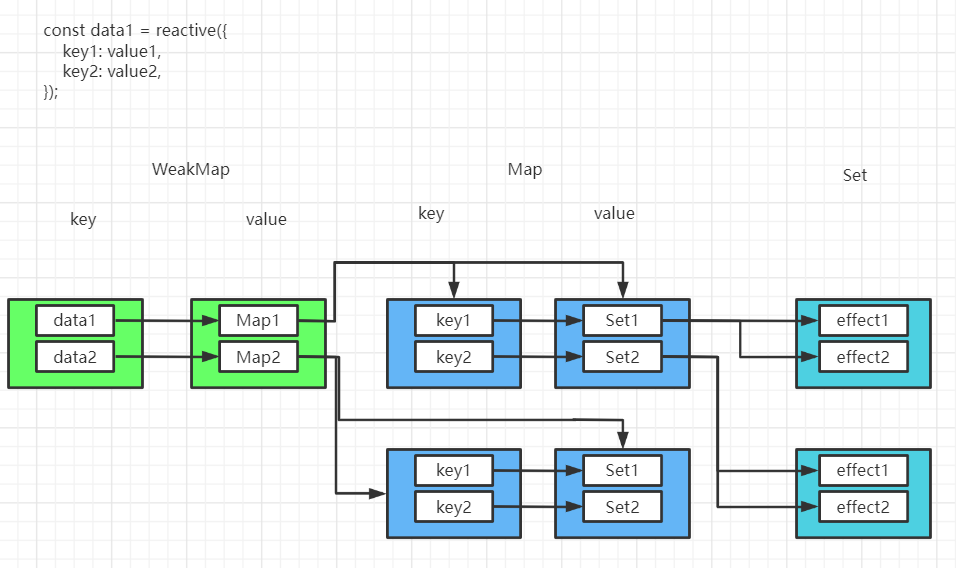 const data1 = reactive({
key1: value1,
key2: value2,
});
WeakMap
Map
Set
key
value
key
value
data1
Map1
key1
Set1
effect1
data2
Map2
key2
Set2
effect2
key1
Set1
effect1
key2
Set2
effect2